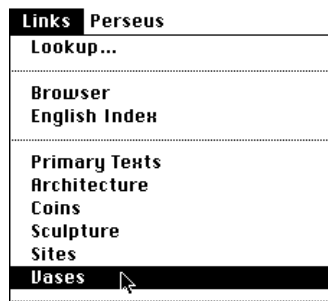 Links Perseus
Lookup...
Browser
English Index
Primary Texts
Architecture
Coins
Sculpture
Sites
Vases